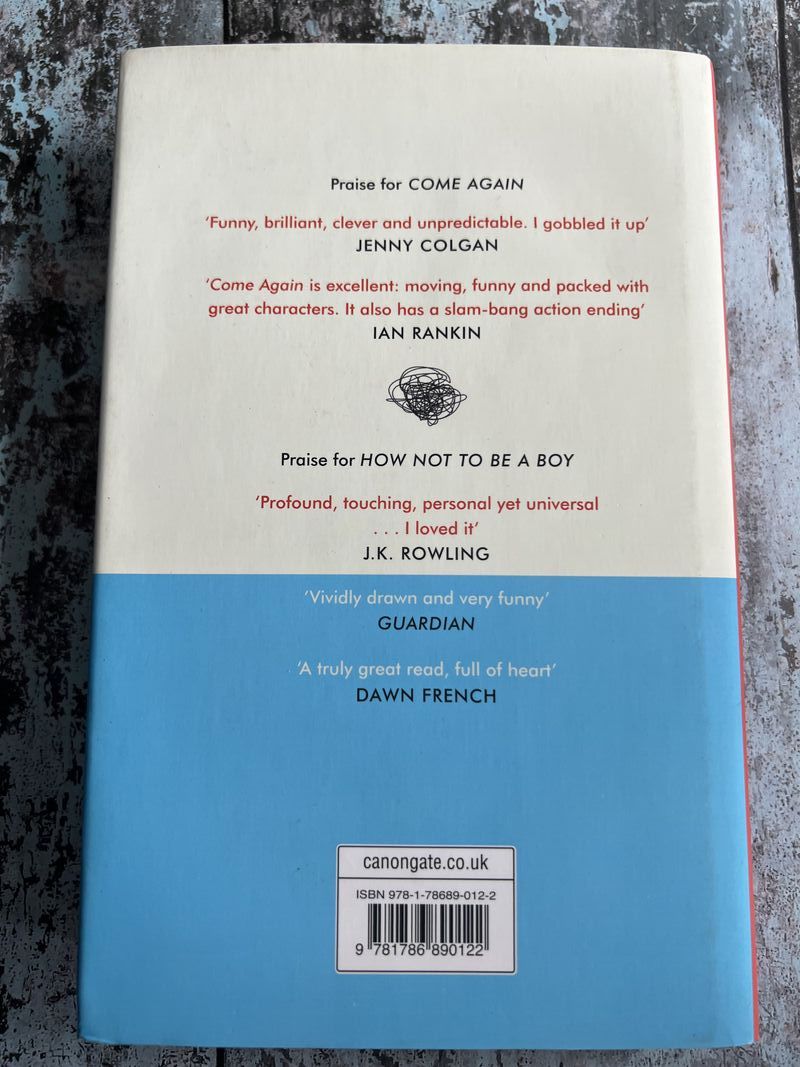 Praise for COME AGAIN
‘Funny, brilliant, clever and unpredictable. I gobbled it up’
JENNY COLGAN
‘Come Again is excellent: moving, funny and packed with
great characters. It also has a slam-bang action ending’
IAN RANKIN
Praise for HOW NOT TO BE A BOY
‘Profound, touching, personal yet universal
. . . I loved it’
J.K. ROWLING
‘Vividly drawn and very funny’
GUARDIAN
‘A truly great read, full of heart’
DAWN FRENCH
canongate.co.uk
ISBN 978-1-78689-012-2
9 781786 890122